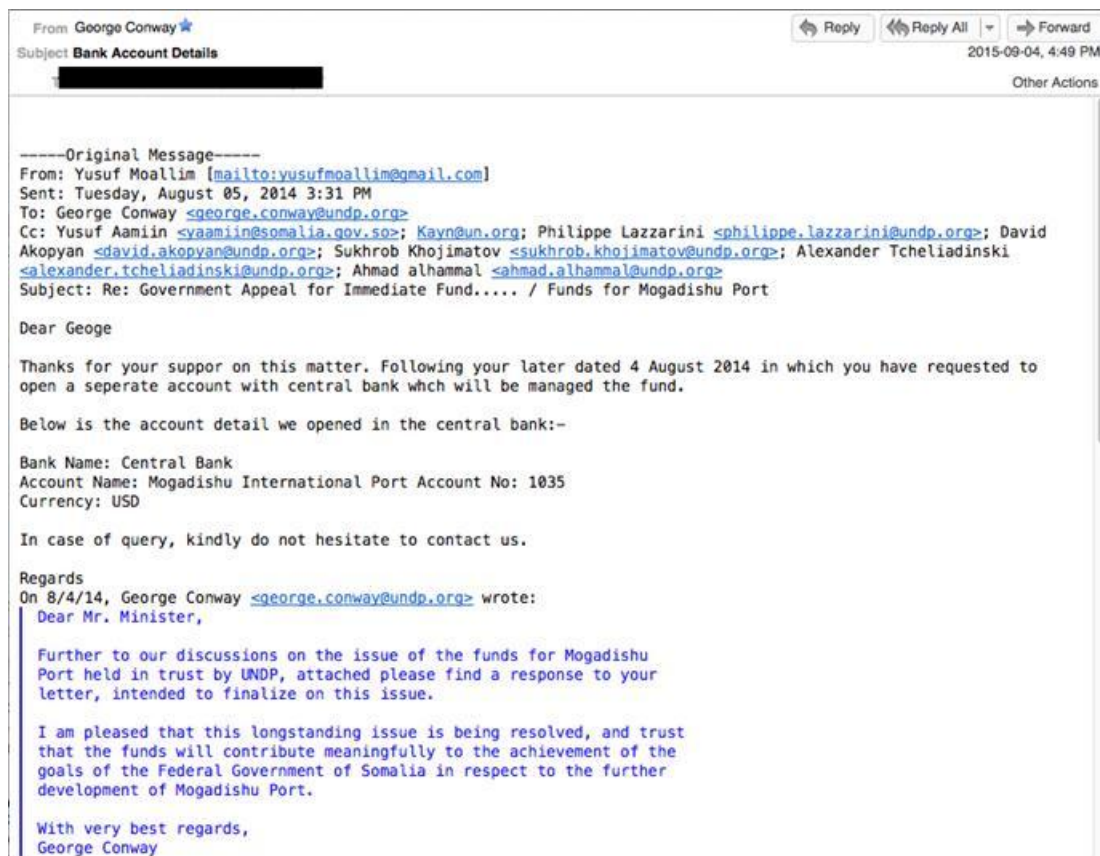 From George Conway
Reply
Reply All
Forward
Subject Bank Account Details
2015-09-04, 4:49 PM
Other Actions
-----Original Message-----
From: Yusuf Moallim [mailto:yusufmoallim@gmail.com]
Sent: Tuesday, August 05, 2014 3:31 PM
To: George Conway <george.conway@undp.org>
Cc: Yusuf Aamiin <yaamiin@somalia.gov.so>; Kayn@un.org; Philippe Lazzarini <philippe.lazzarini@undp.org>; David
Akopyan <david.akopyan@undp.org>; Sukhrob Khojimatov <sukhrob.khojimatov@undp.org>; Alexander Tcheliadinski
<alexander.tcheliadinski@undp.org>; Ahmad alhammal <ahmad.alhammal@undp.org>
Subject: Re: Government Appeal for Immediate Fund..... / Funds for Mogadishu Port
Dear Geoge
Thanks for your suppor on this matter. Following your later dated 4 August 2014 in which you have requested to
open a seperate account with central bank whch will be managed the fund.
Below is the account detail we opened in the central bank:-
Bank Name: Central Bank
Account Name: Mogadishu International Port Account No: 1035
Currency: USD
In case of query, kindly do not hesitate to contact us.
Regards
On 8/4/14, George Conway <george.conway@undp.org> wrote:
Dear Mr. Minister,
Further to our discussions on the issue of the funds for Mogadishu
Port held in trust by UNDP, attached please find a response to your
letter, intended to finalize on this issue.
I am pleased that this longstanding issue is being resolved, and trust
that the funds will contribute meaningfully to the achievement of the
goals of the Federal Government of Somalia in respect to the further
development of Mogadishu Port.
With very best regards,
George Conway